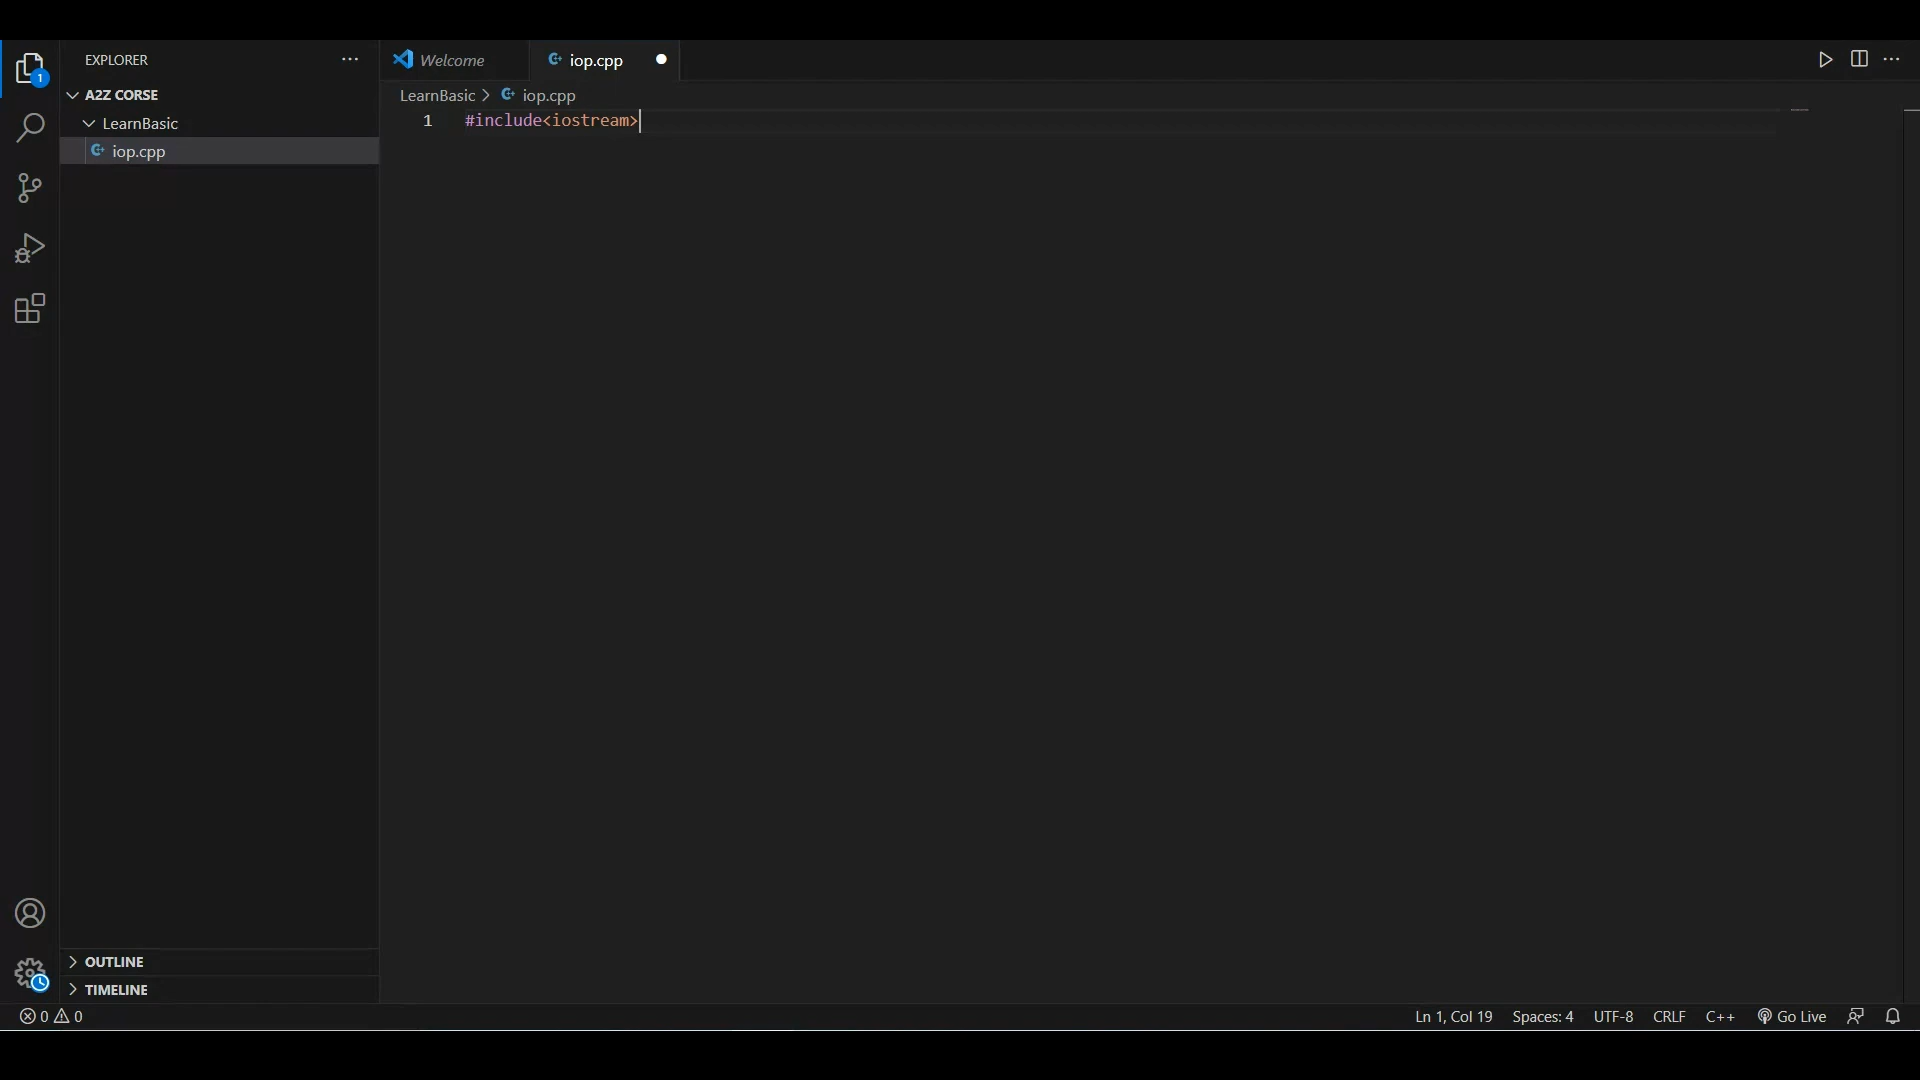 EXPLORER
A2Z CORSE
LearnBasic
iop.cpp
OUTLINE
TIMELINE
Welcome
iop.cpp
LearnBasic > iop.cpp
1 #include<iostream>
1
0 0
Ln 1, Col 19 Spaces: 4 UTF-8 CRLF C++ Go Live